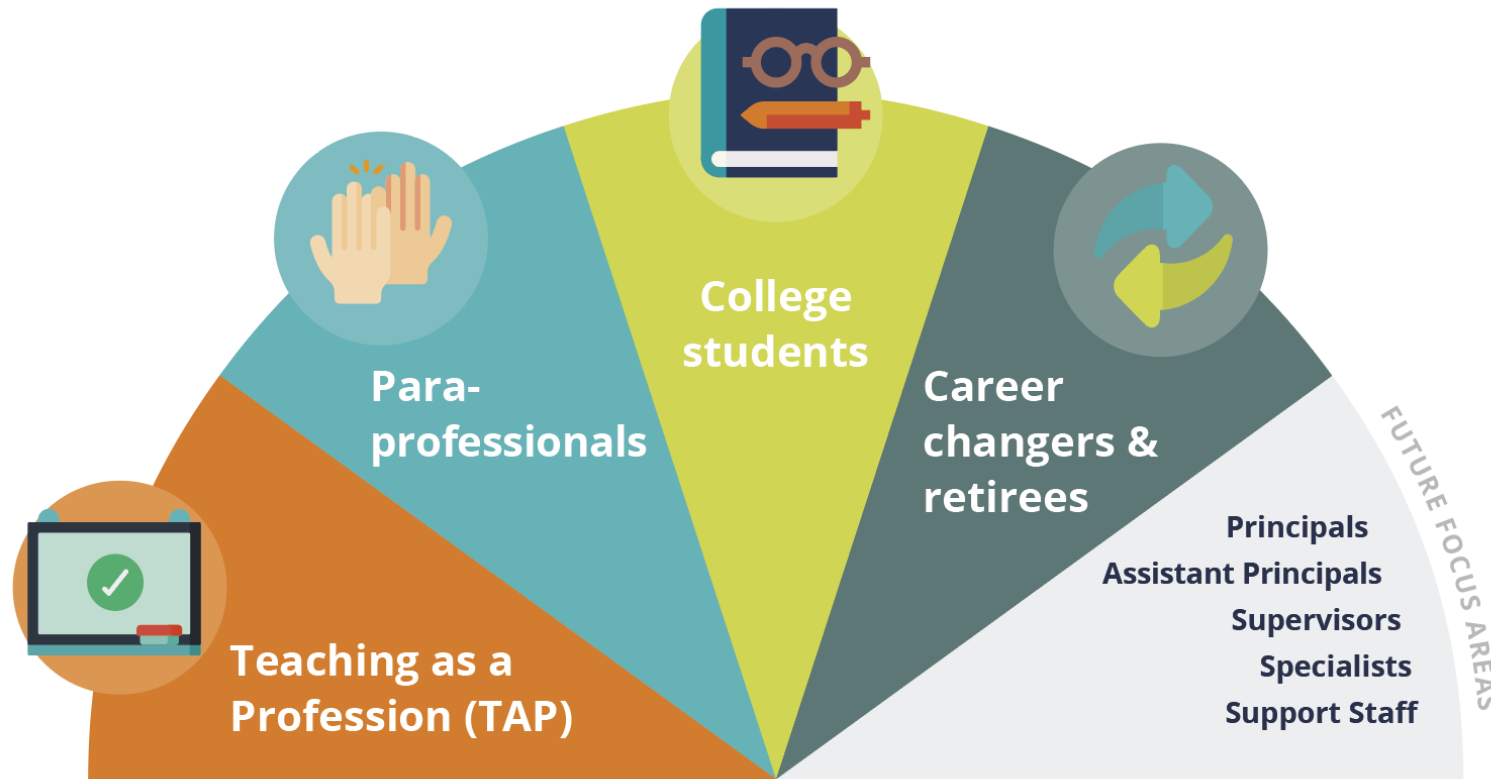 Teaching as a
Profession (TAP)
Para-
professionals
College
students
Career
changers &
retirees
Principals
Assistant Principals
Supervisors
Specialists
Support Staff
FUTURE FOCUS AREAS